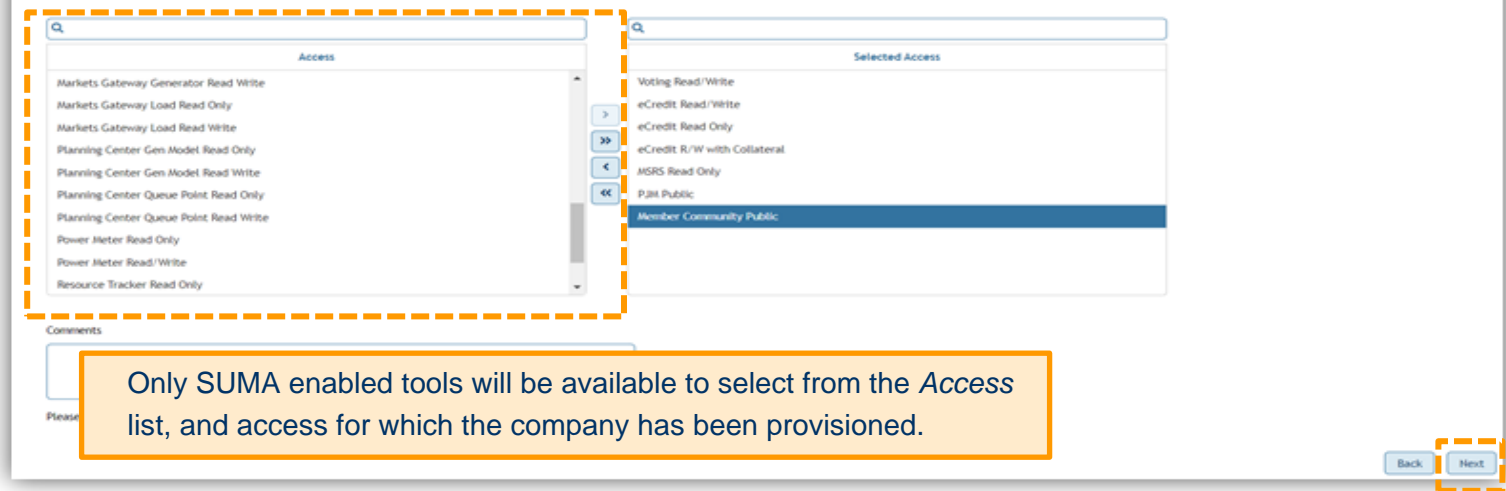 Access
Selected Access
Markets Gateway Generator Read Write
Markets Gateway Load Read Only
Markets Gateway Load Read Write
Planning Center Gen Model Read Only
Planning Center Gen Model Read Write
Planning Center Queue Point Read Only
Planning Center Queue Point Read Write
Power Meter Read Only
Power Meter Read/Write
Resource Tracker Read Only
>
>>
<
<<
Voting Read/Write
eCredit Read/Write
eCredit Read Only
eCredit R/W with Collateral
MSRS Read Only
PJM Public
Member Community Public
Comments
Only SUMA enabled tools will be available to select from the Access
list, and access for which the company has been provisioned.
Please
Back
Next